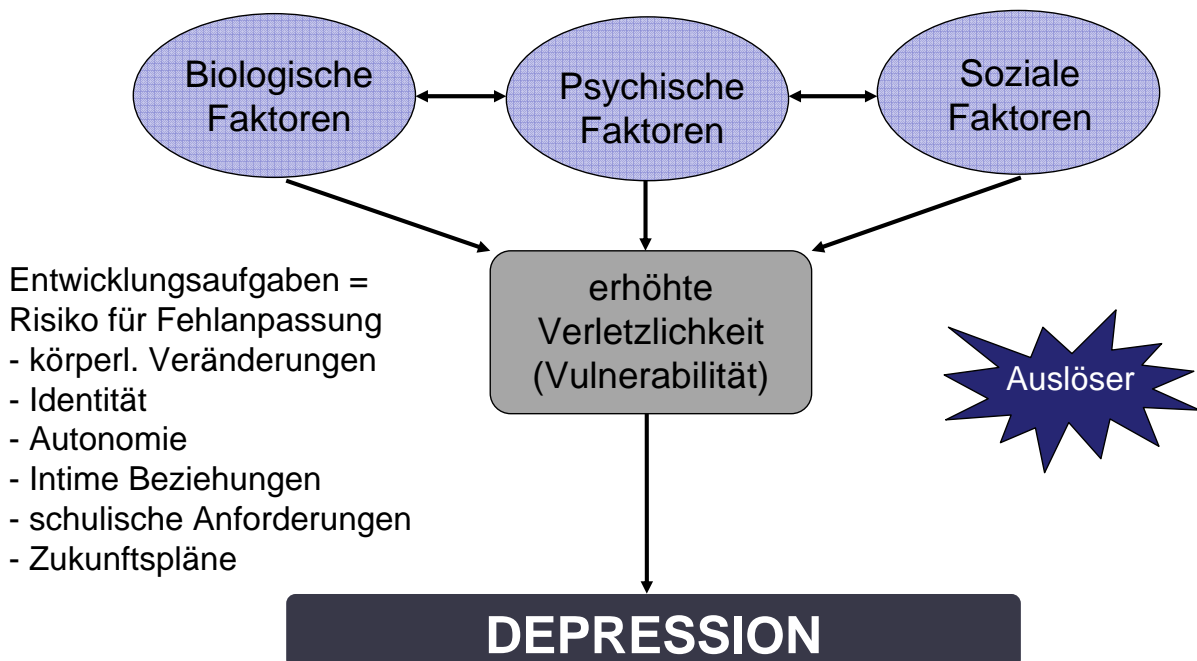 Biologische
Faktoren
Psychische
Faktoren
Soziale
Faktoren
Entwicklungsaufgaben =
Risiko für Fehlanpassung
- körperl. Veränderungen
- Identität
- Autonomie
- Intime Beziehungen
- schulische Anforderungen
- Zukunftspläne
erhöhte
Verletzlichkeit
(Vulnerabilität)
Auslöser
DEPRESSION